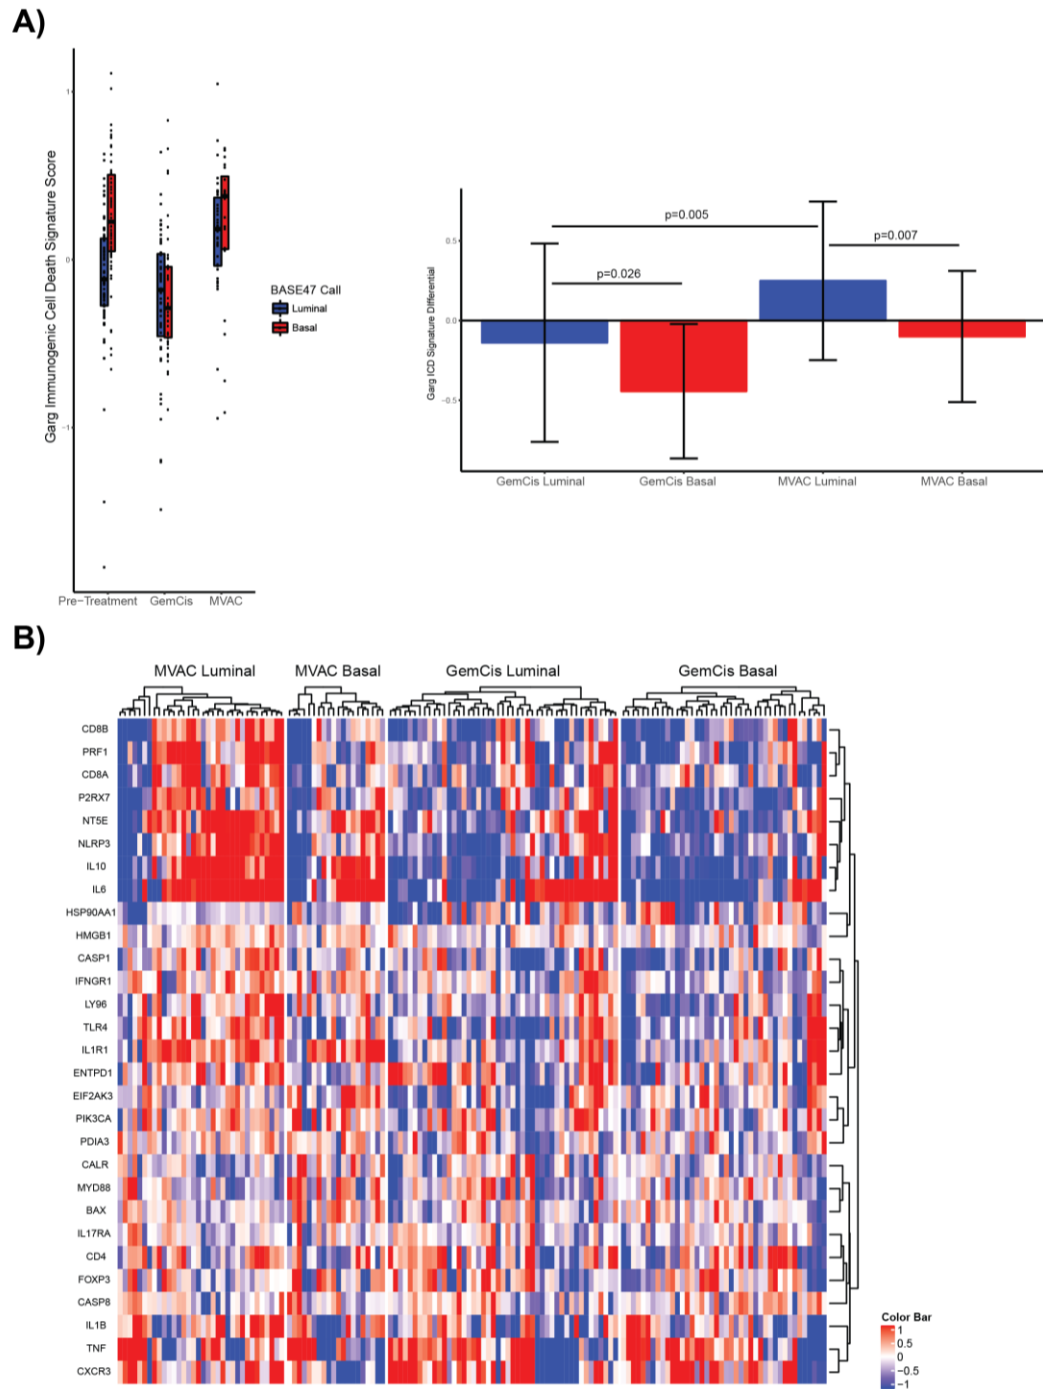 A)
Garg Immunogenic Cell Death Signature Score
1
0
−1
Pre−Treatment GemCis MVAC
BASE47 Call
Luminal
Basal
Garg ICD Signature Differential
0.5
0.0
−0.5
p=0.005
p=0.007
p=0.026
GemCis Luminal GemCis Basal MVAC Luminal MVAC Basal
B)
MVAC Luminal MVAC Basal GemCis Luminal GemCis Basal
CD8B
PRF1
CD8A
P2RX7
NT5E
NLRP3
IL10
IL6
HSP90AA1
HMGB1
CASP1
IFNGR1
LY96
TLR4
IL1R1
ENTPD1
EIF2AK3
PIK3CA
PDIA3
CALR
MYD88
BAX
IL17RA
CD4
FOXP3
CASP8
IL1B
TNF
CXCR3
Color Bar
1
0.5
0
−0.5
−1